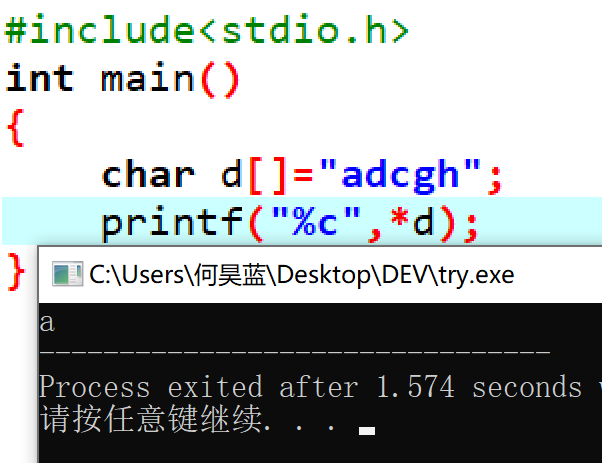 #include<stdio.h>
int main()
{
char d[]="adcgh";
printf("%c",*d);
}
C:\Users\何昊蓝\Desktop\DEV\try.exe
a
--------------------------------
Process exited after 1.574 seconds
请按任意键继续. . .